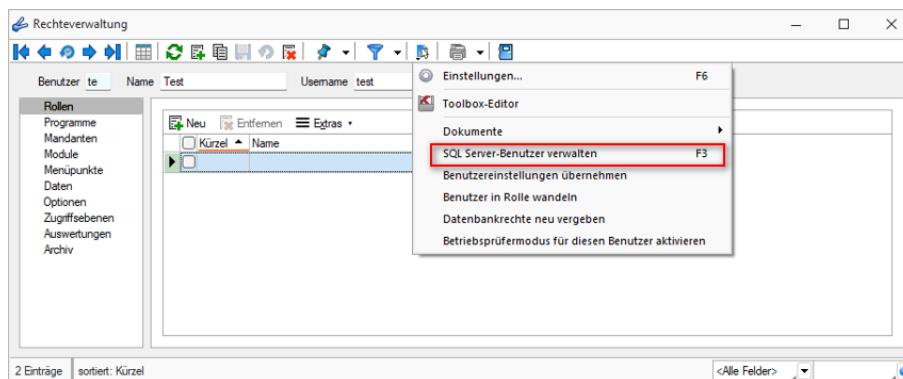 Rechteverwaltung
Benutzer te Name Test Username test
Rollen
Programme
Mandanten
Module
Menüpunkte
Daten
Optionen
Zugriffsebenen
Auswertungen
Archiv
Neu Entfernen Extras
Kürzel Name
Einstellungen... F6
Toolbox-Editor
Dokumente
SQL Server-Benutzer verwalten F3
Benutzereinstellungen übernehmen
Benutzer in Rolle wandeln
Datenbankrechte neu vergeben
Betriebsprüfermodus für diesen Benutzer aktivieren
2 Einträge sortiert: Kürzel <Alle Felder>